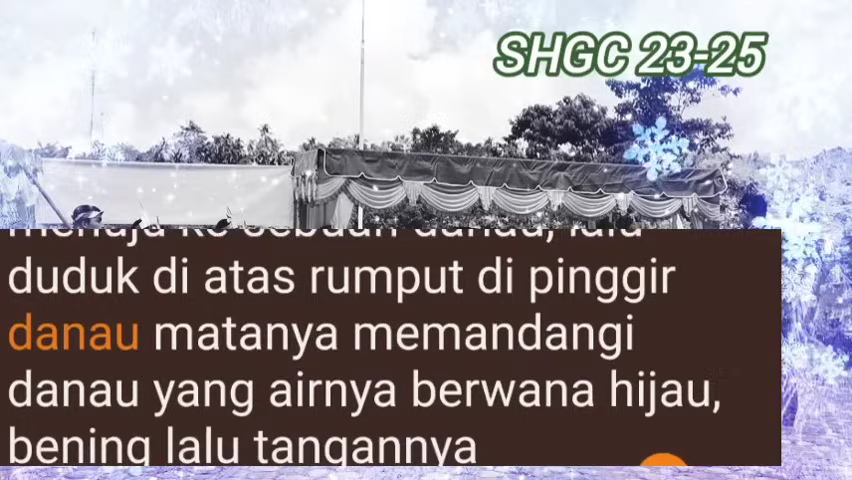 SHGC 23-25
duduk di atas rumput di pinggir
danau matanya memandangi
danau yang airnya berwana hijau,
bening lalu tangannya